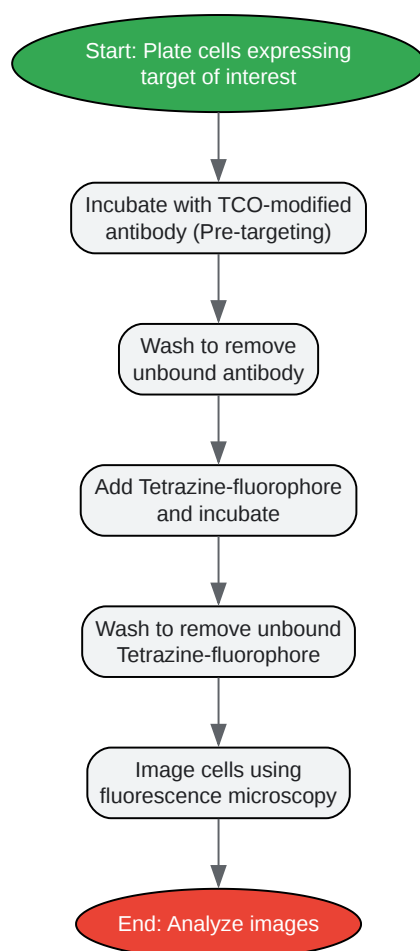 Start: Plate cells expressing
target of interest
Incubate with TCO-modified
antibody (Pre-targeting)
Wash to remove
unbound antibody
Add Tetrazine-fluorophore
and incubate
Wash to remove unbound
Tetrazine-fluorophore
Image cells using
fluorescence microscopy
End: Analyze images